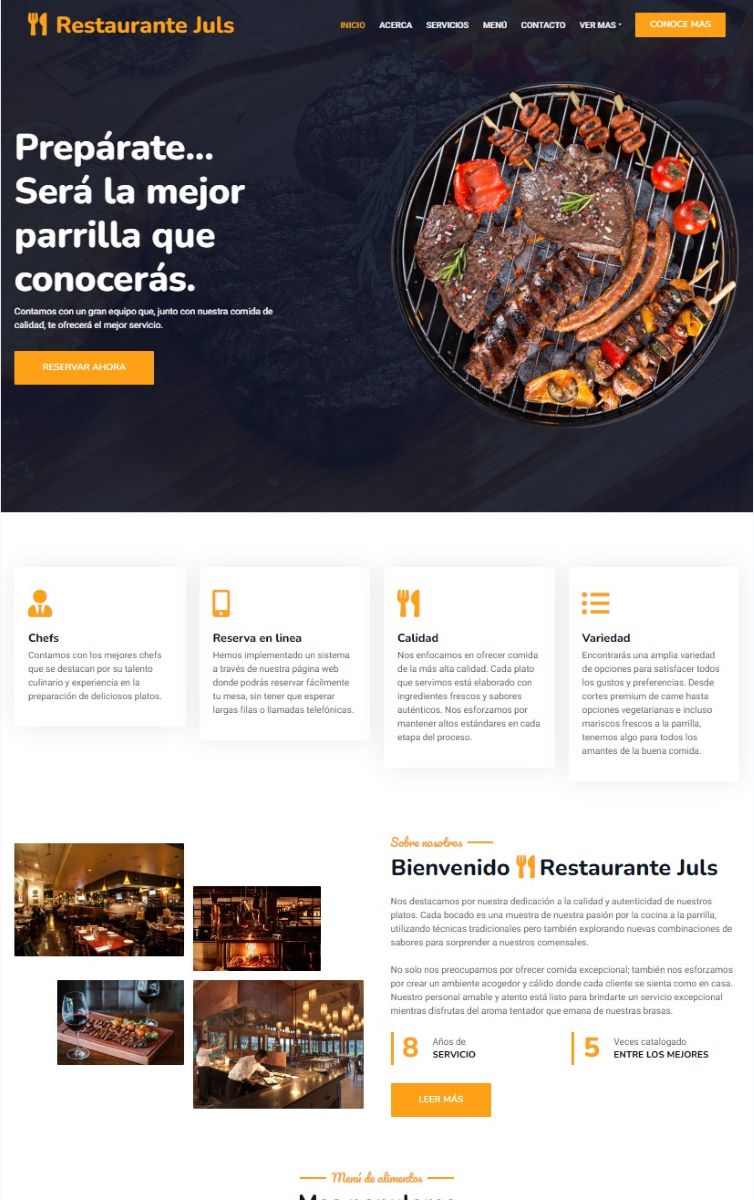 Restaurante Juls
INICIO ACERCA SERVICIOS MENÚ CONTACTO VER MAS CONOCE MAS
Prepárate...
Será la mejor
parrilla que
conocerás.
Contamos con un gran equipo que, junto con nuestra comida de
calidad, te ofrecerá el mejor servicio.
RESERVAR AHORA
Chefs
Contamos con los mejores chefs
que se destacan por su talento
culinario y experiencia en la
preparación de deliciosos platos.
Reserva en linea
Hemos implementado un sistema
a través de nuestra página web
donde podrás reservar fácilmente
tu mesa, sin tener que esperar
largas filas o llamadas telefónicas.
Calidad
Nos enfocamos en ofrecer comida
de la más alta calidad. Cada plato
que servimos está elaborado con
ingredientes frescos y sabores
auténticos. Nos esforzamos por
mantener altos estándares en cada
etapa del proceso.
Variedad
Encontrarás una amplia variedad
de opciones para satisfacer todos
los gustos y preferencias. Desde
cortes premium de carne hasta
opciones vegetarianas e incluso
mariscos frescos a la parrilla,
tenemos algo para todos los
amantes de la buena comida.
Sobre nosotros
Bienvenido Restaurante Juls
Nos destacamos por nuestra dedicación a la calidad y autenticidad de nuestros
platos. Cada bocado es una muestra de nuestra pasión por la cocina a la parrilla,
utilizando técnicas tradicionales pero también explorando nuevas combinaciones de
sabores para sorprender a nuestros comensales.
No solo nos preocupamos por ofrecer comida excepcional; también nos esforzamos
por crear un ambiente acogedor y cálido donde cada cliente se sienta como en casa.
Nuestro personal amable y atento está listo para brindarte un servicio excepcional
mientras disfrutas del aroma tentador que emana de nuestras brasas.
8 Años de
SERVICIO
5 Veces catalogado
ENTRE LOS MEJORES
LEER MÁS
Menú de alimentos